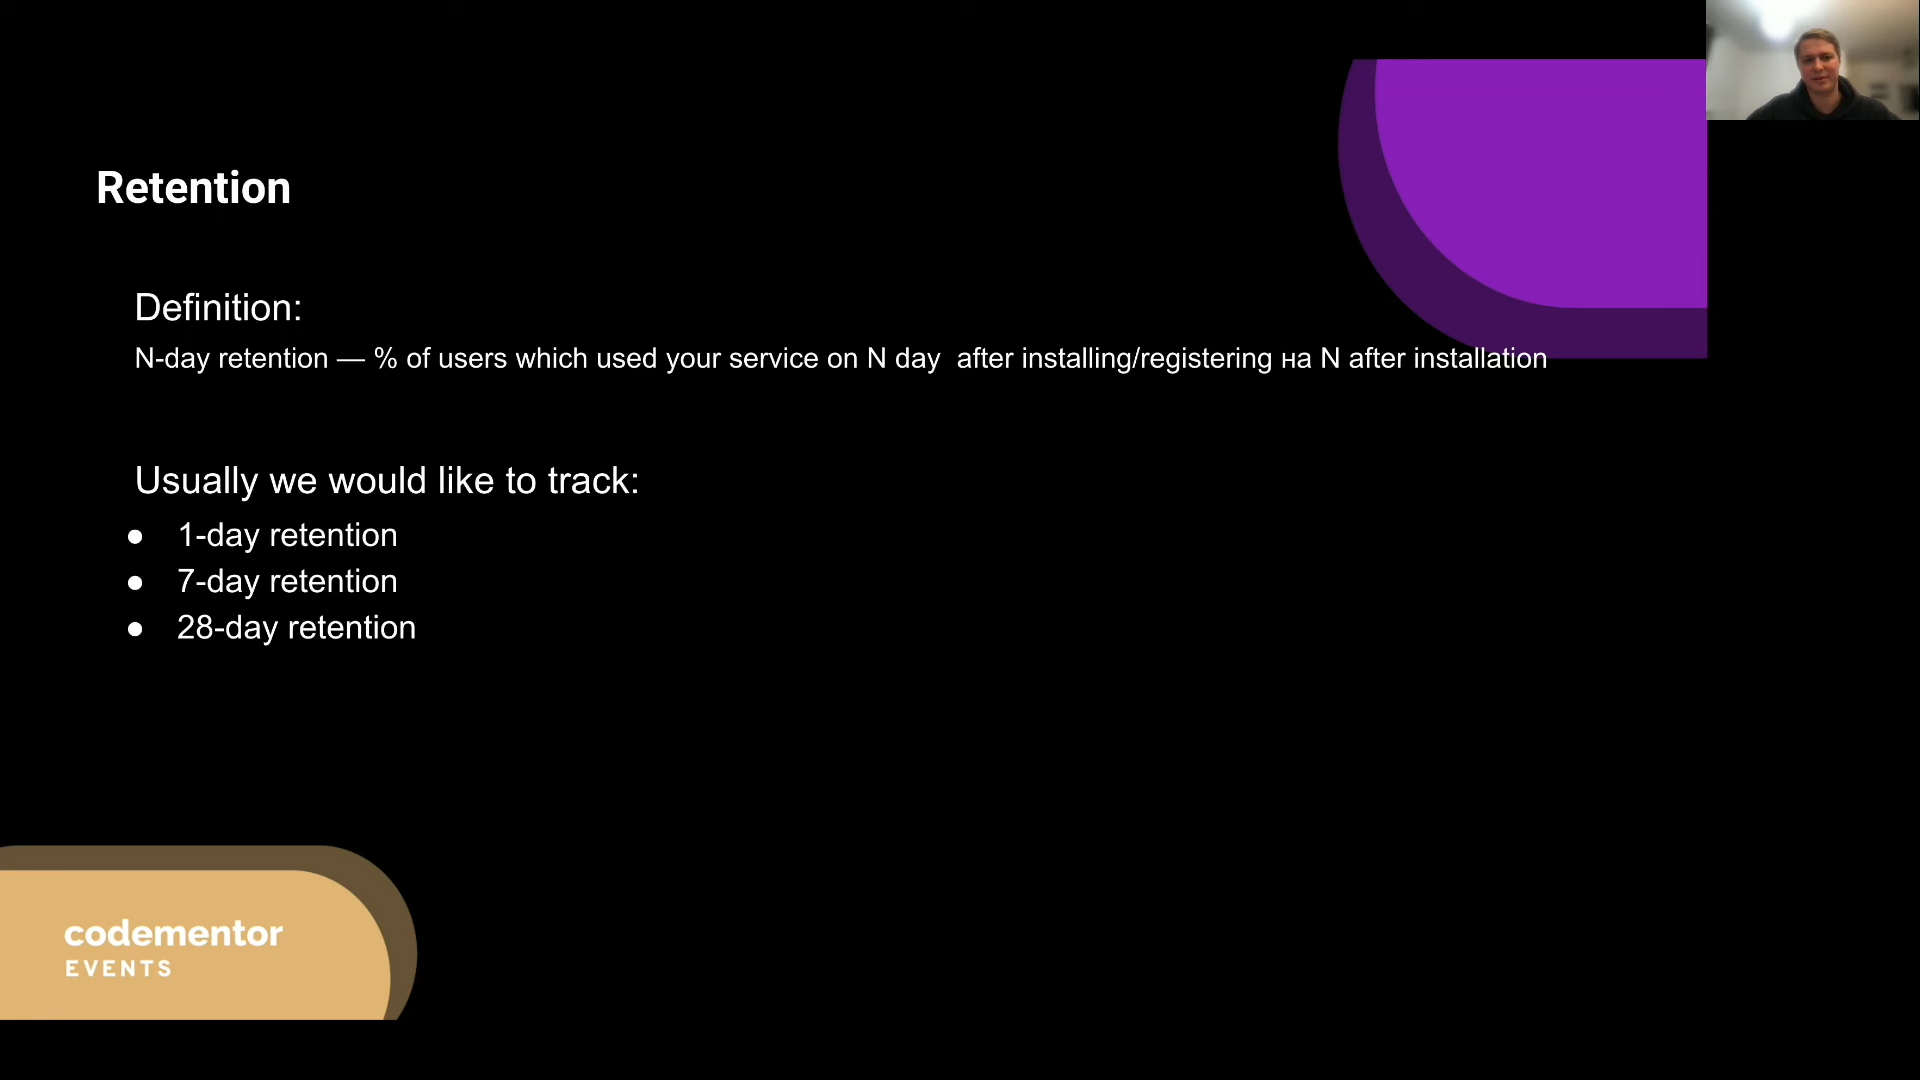 Retention
Definition:
N-day retention — % of users which used your service on N day  after installing/registering на N after installation
Usually we would like to track:
● 1-day retention
● 7-day retention
● 28-day retention
codementor
EVENTS